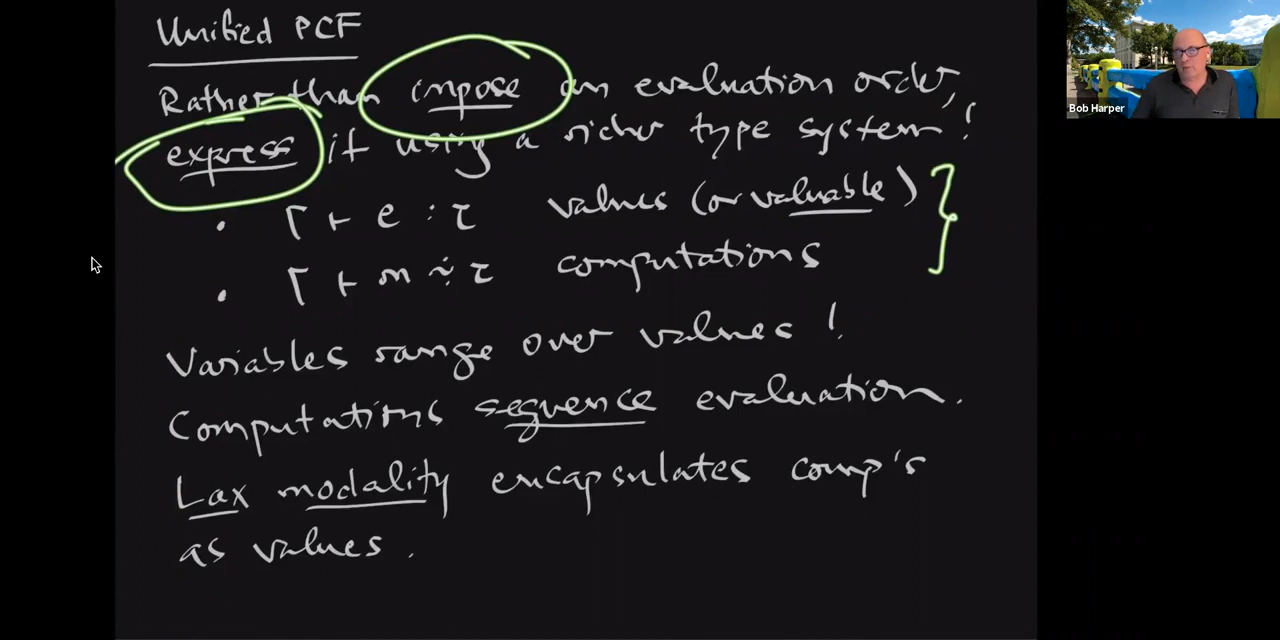 Unified PCF
Rather than impose an evaluation order,
express it using a richer type system!
• Γ ⊢ e : τ values (or valuable)
• Γ ⊢ m ∻ τ computations
Variables range over values!
Computations sequence evaluation.
Lax modality encapsulates comp's
as values.
Bob Harper